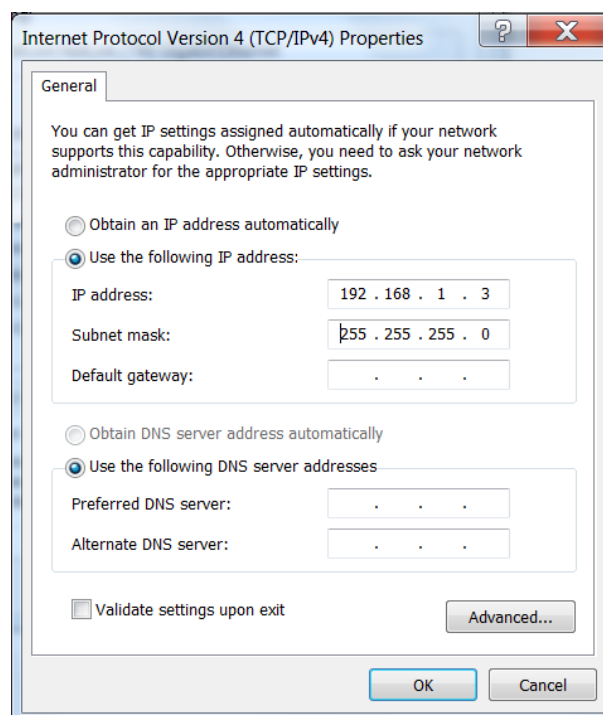 Internet Protocol Version 4 (TCP/IPv4) Properties
General
You can get IP settings assigned automatically if your network
supports this capability. Otherwise, you need to ask your network
administrator for the appropriate IP settings.
Obtain an IP address automatically
Use the following IP address:
IP address: 192 . 168 . 1 . 3
Subnet mask: 255 . 255 . 255 . 0
Default gateway: . . .
Obtain DNS server address automatically
Use the following DNS server addresses
Preferred DNS server: . . .
Alternate DNS server: . . .
Validate settings upon exit
Advanced...
OK Cancel